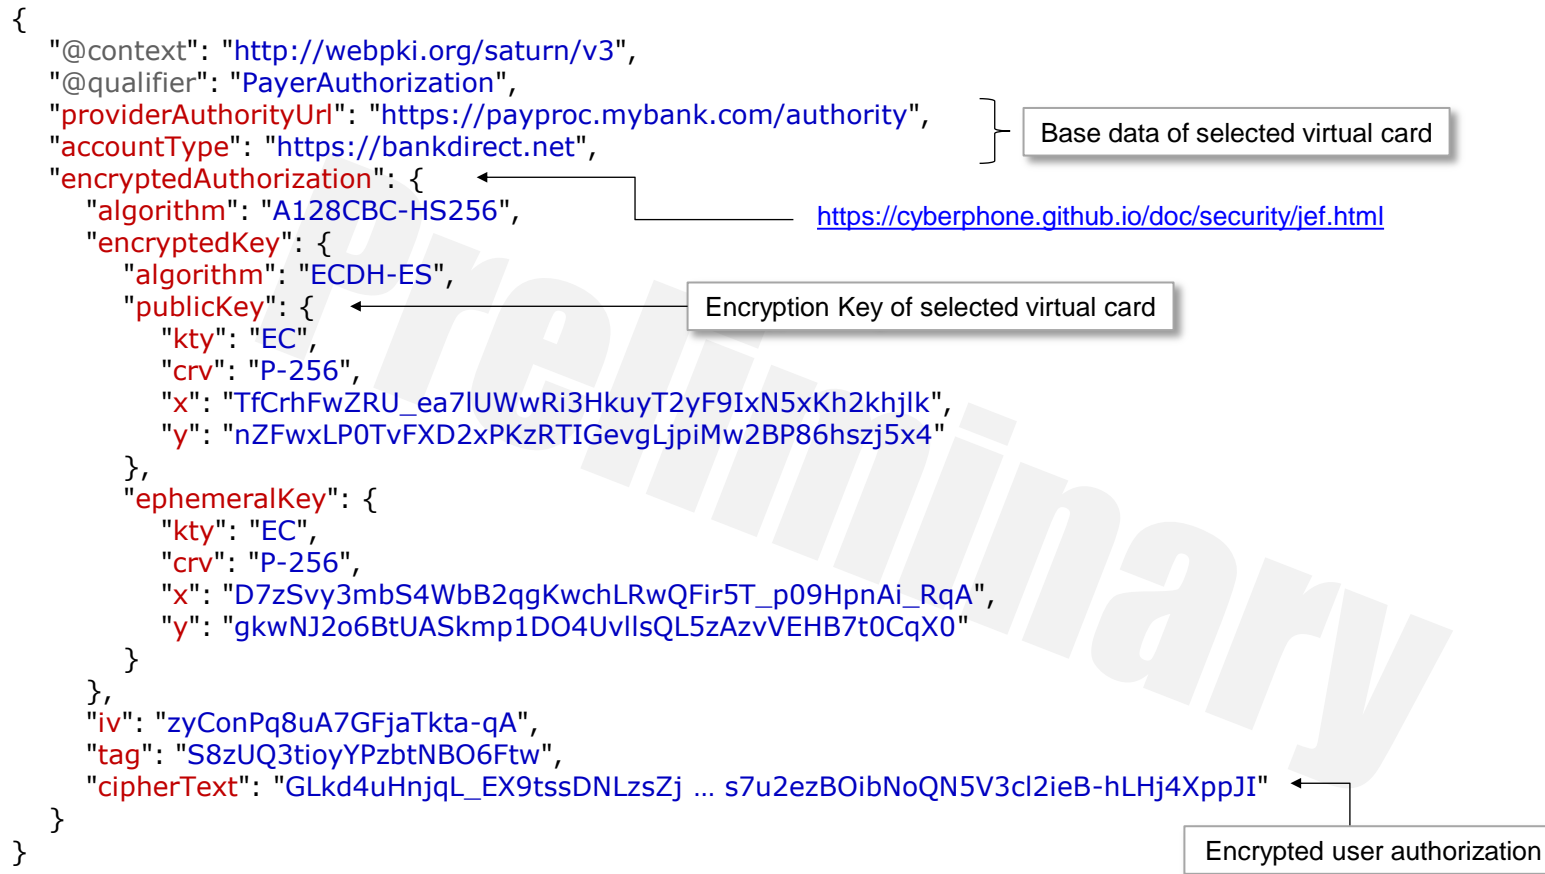 {
"@context": "http://webpki.org/saturn/v3",
"@qualifier": "PayerAuthorization",
"providerAuthorityUrl": "https://payproc.mybank.com/authority",
Base data of selected virtual card
"accountType": "https://bankdirect.net",
"encryptedAuthorization": {
"algorithm": "A128CBC-HS256",
https://cyberphone.github.io/doc/security/jef.html
"encryptedKey": {
"algorithm": "ECDH-ES",
"publicKey": {
Encryption Key of selected virtual card
"kty": "EC",
"crv": "P-256",
"x": "TfCrhFwZRU_ea7lUWwRi3HkuyT2yF9IxN5xKh2khjlk",
"y": "nZFwxLP0TvFXD2xPKzRTIGevgLjpiMw2BP86hszj5x4"
},
"ephemeralKey": {
"kty": "EC",
"crv": "P-256",
"x": "D7zSvy3mbS4WbB2qgKwchLRwQFir5T_p09HpnAi_RqA",
"y": "gkwNJ2o6BtUASkmp1DO4UvllsQL5zAzvVEHB7t0CqX0"
}
},
"iv": "zyConPq8uA7GFjaTkta-qA",
"tag": "S8zUQ3tioyYPzbtNBO6Ftw",
"cipherText": "GLkd4uHnjqL_EX9tssDNLzsZj … s7u2ezBOibNoQN5V3cl2ieB-hLHj4XppJI"
}
Encrypted user authorization
}
Preliminary